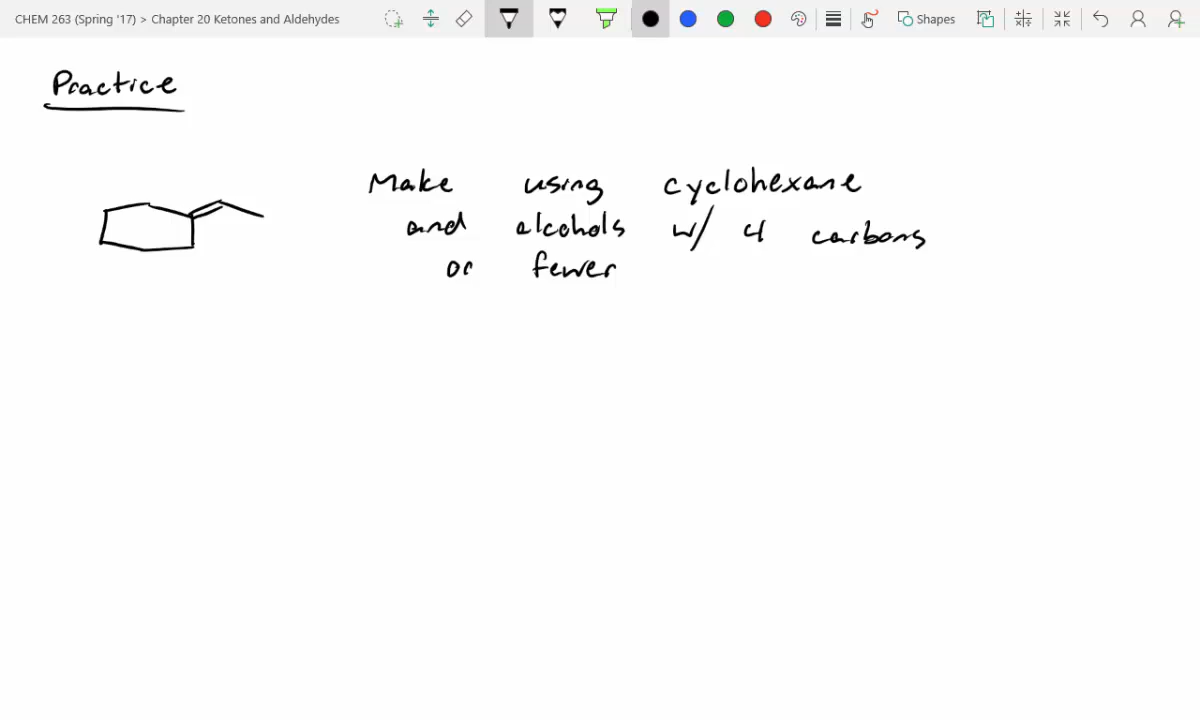 CHEM 263 (Spring '17) > Chapter 20 Ketones and Aldehydes
Shapes
Practice
Make using cyclohexane
and alcohols w/ 4 carbons
or fewer